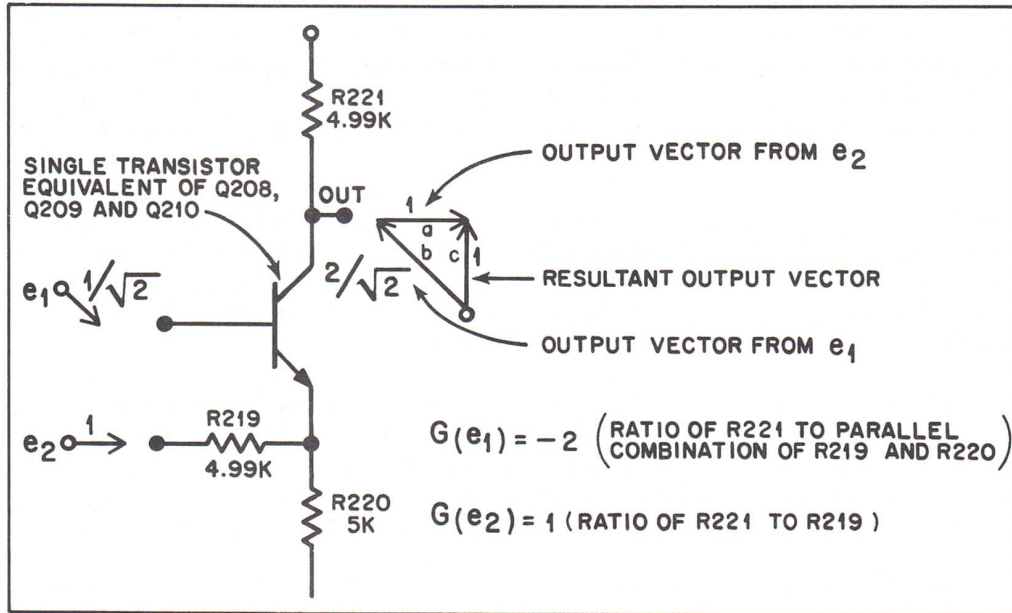 R221
4.99K
SINGLE TRANSISTOR
EQUIVALENT OF Q208,
Q209 AND Q210
OUT
OUTPUT VECTOR FROM e2
1
a
b
c
1
2/√2
RESULTANT OUTPUT VECTOR
OUTPUT VECTOR FROM e1
e1
1/√2
e2
1
R219
4.99K
R220
5K
G(e1) = -2 (RATIO OF R221 TO PARALLEL
COMBINATION OF R219 AND R220)
G(e2) = 1 (RATIO OF R221 TO R219)